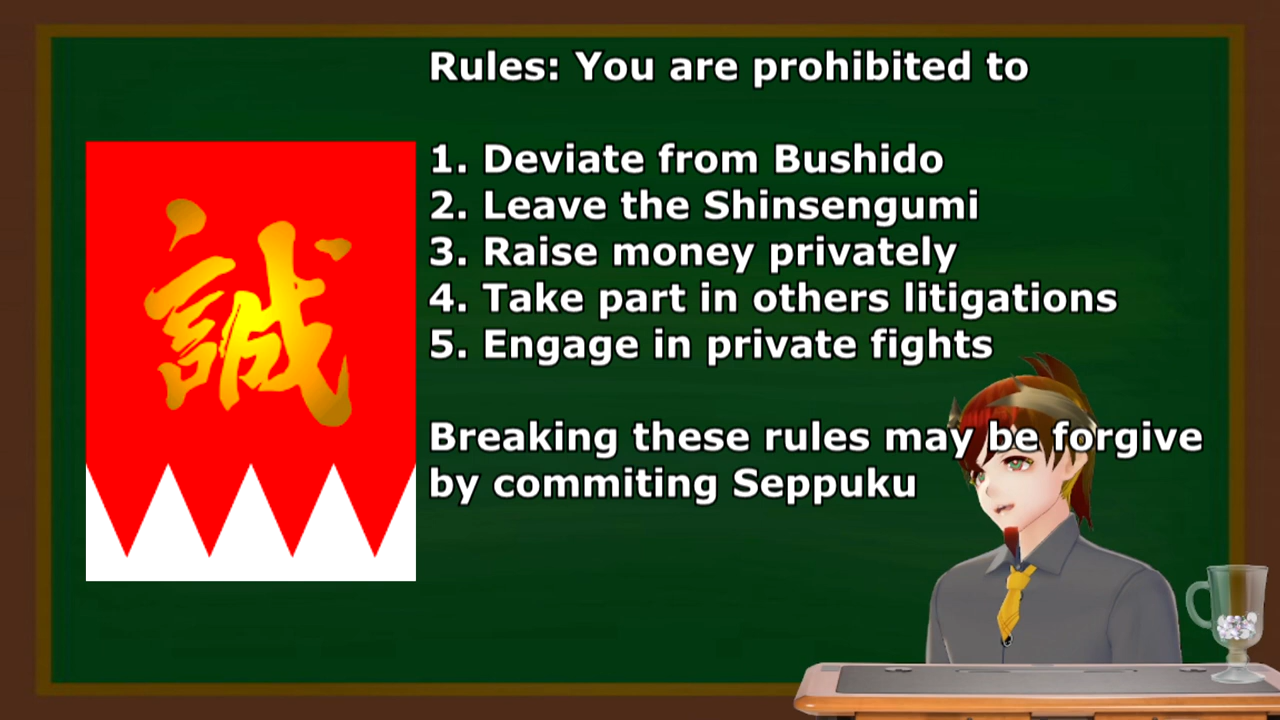 Rules: You are prohibited to
誠
1. Deviate from Bushido
2. Leave the Shinsengumi
3. Raise money privately
4. Take part in others litigations
5. Engage in private fights
Breaking these rules may be forgive
by commiting Seppuku